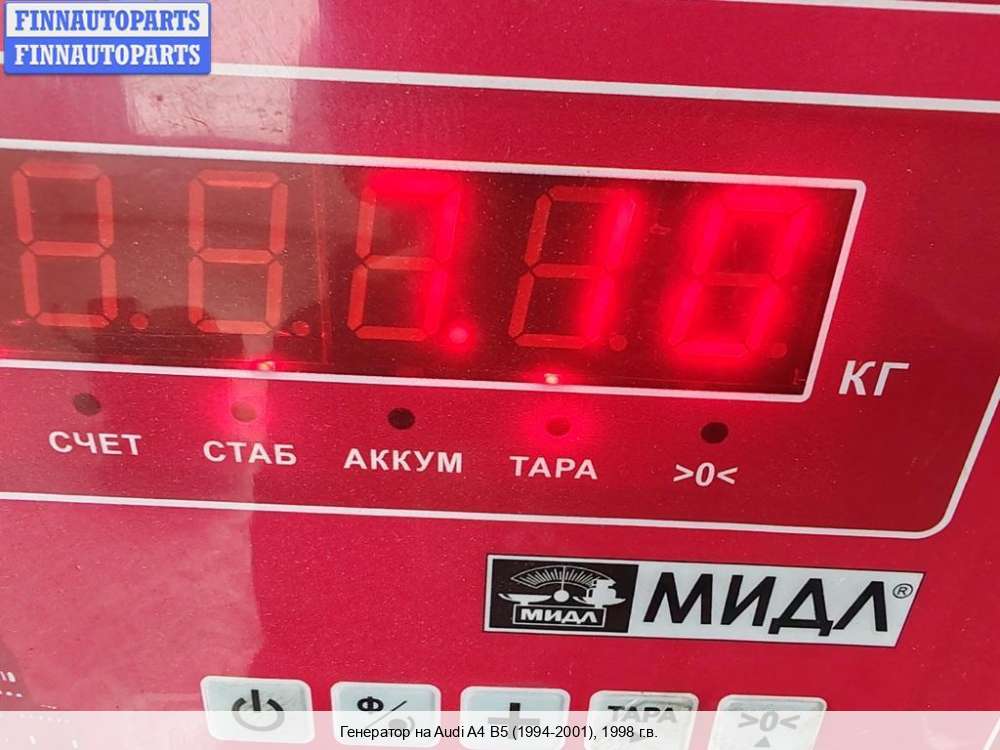 FINNAUTOPARTS
FINNAUTOPARTS
7.18
КГ
СЧЕТ СТАБ АККУМ ТАРА >0<
МИДЛ МИДЛ®
Ф ТАРА >0<
Генератор на Audi A4 B5 (1994-2001), 1998 г.в.